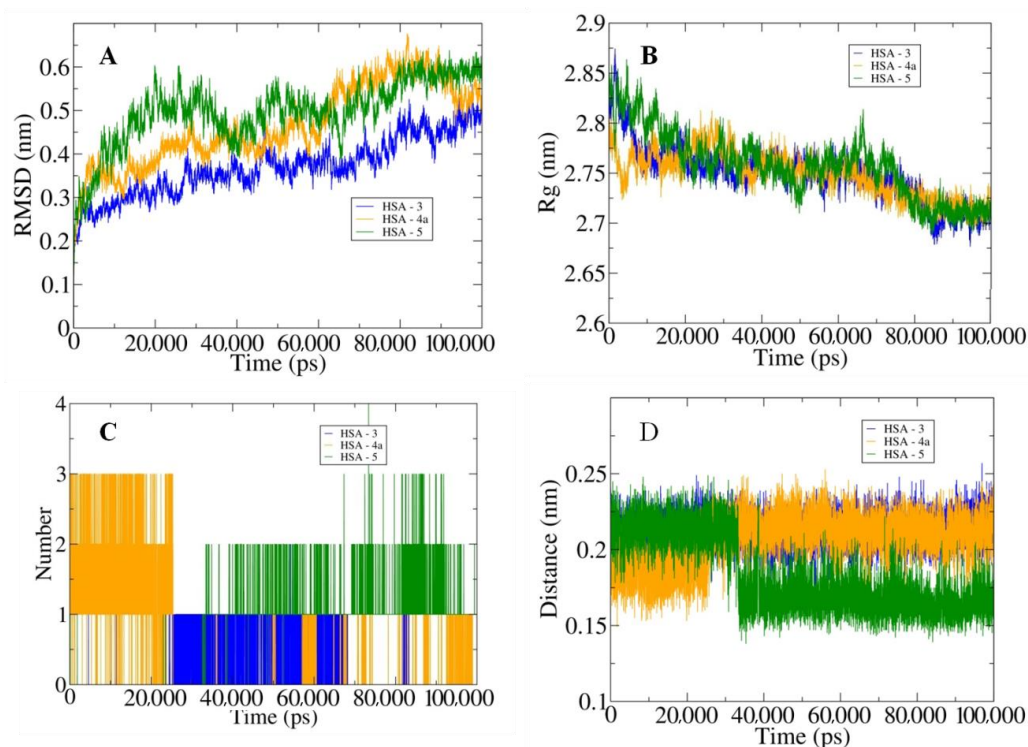 A
RMSD (nm)
0.6
0.5
0.4
0.3
0.2
0.1
0
HSA - 3
HSA - 4a
HSA - 5
0 20.000 40.000 60.000 80.000 100.000
Time (ps)
B
Rg (nm)
2.9
2.85
2.8
2.75
2.7
2.65
2.6
HSA - 3
HSA - 4a
HSA - 5
0 20.000 40.000 60.000 80.000 100.000
Time (ps)
C
Number
4
3
2
1
0
HSA - 3
HSA - 4a
HSA - 5
0 20.000 40.000 60.000 80.000 100.000
Time (ps)
D
Distance (nm)
0.25
0.2
0.15
0.1
HSA - 3
HSA - 4a
HSA - 5
0 20.000 40.000 60.000 80.000 100.000
Time (ps)